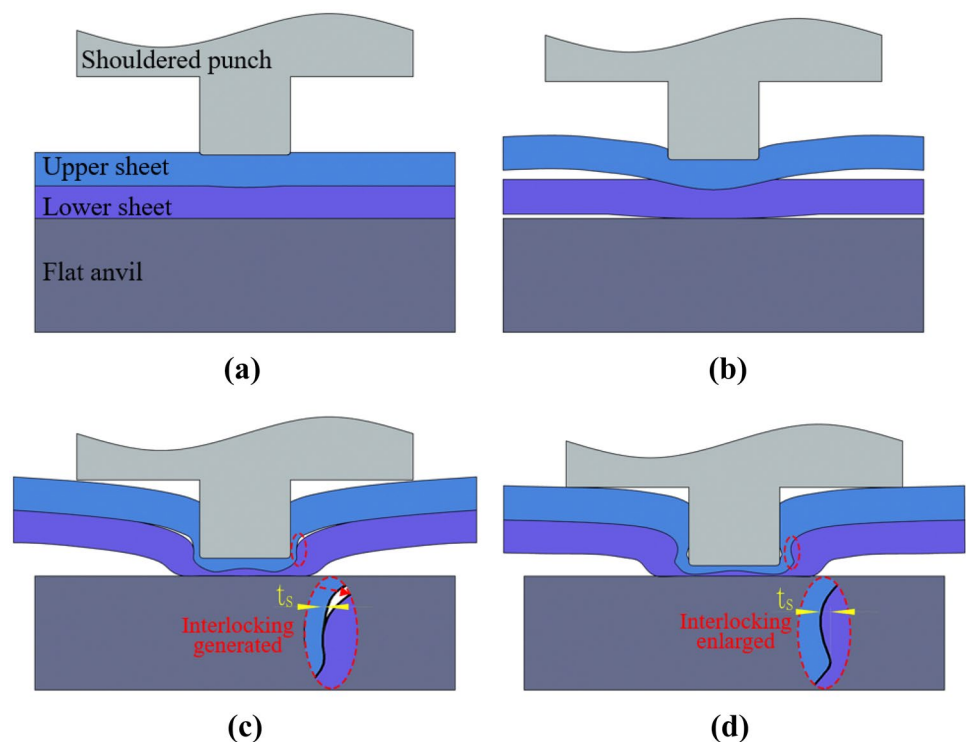 Shouldered punch
Upper sheet
Lower sheet
Flat anvil
(a)
(b)
tₛ
Interlocking
generated
(c)
tₛ
Interlocking
enlarged
(d)